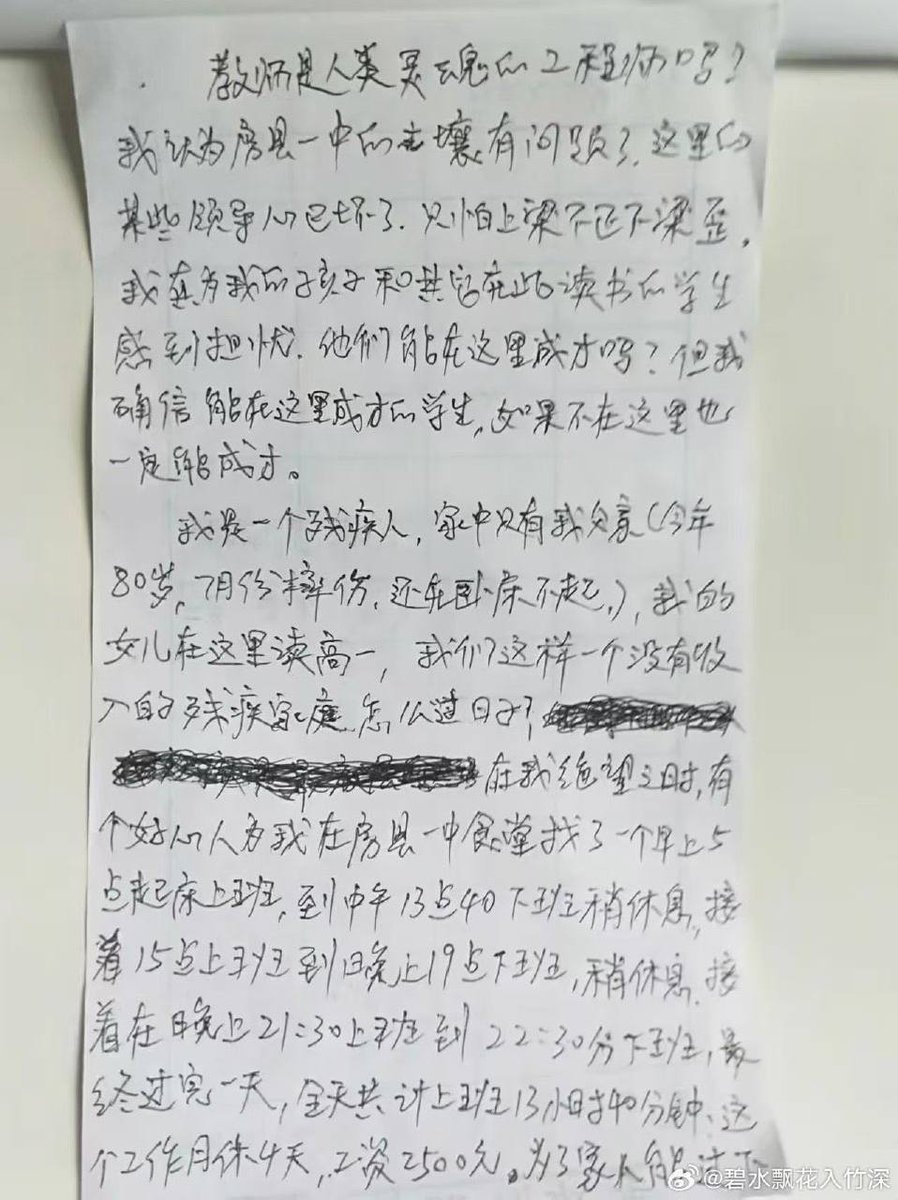 教师是人类灵魂的工程师吗?
我认为房县一中的土壤有问题了,这里的
某些领导心已坏了.只怕上梁不正下梁歪,
我真为我的孩子和其它在此读书的学生
感到担忧.他们能在这里成才吗?但我
确信能在这里成才的学生,如果不在这里也
一定能成才。
我是一个残疾人,家中只有我父亲(今年
80岁,7月份摔伤.还在卧床不起,),我的
女儿在这里读高一,我们这样一个没有收
入的残疾家庭怎么过日子?
在我绝望之时,有
个好心人为我在房县一中食堂找了一个早上5
点起床上班,到中午13点40下班稍休息,接
着15点上班到晚上19点下班,稍休息.接
着在晚上21:30上班到22:30分下班,最
终过完一天,全天共计上班13小时40分钟、这
个工作月休4天,工资2500元。为了家人能过下
@碧水飘花入竹深